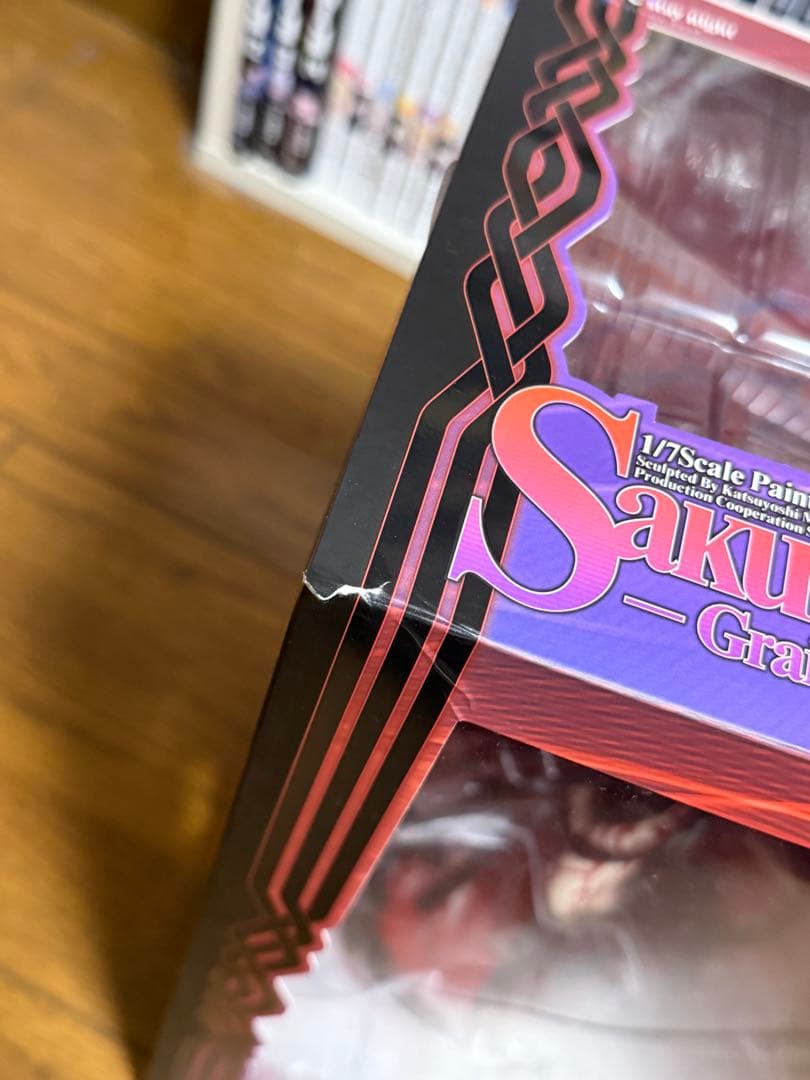 1/7Scale Pain
Sculpted By Katsuyoshi
Production Cooperation
Saku
— Gra